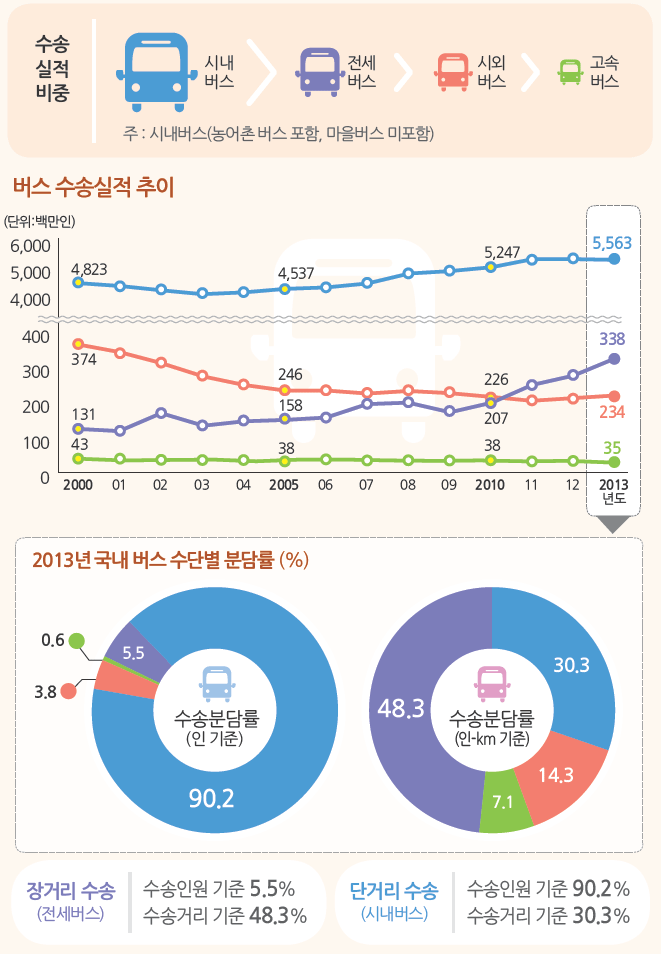 수송
실적
비중
시내
버스
전세
버스
시외
버스
고속
버스
주 : 시내버스(농어촌 버스 포함, 마을버스 미포함)
버스 수송실적 추이
(단위:백만인)
6,000
5,000
4,000
400
300
200
100
0
4,823
4,537
5,247
5,563
374
246
226
234
131
158
207
338
43
38
38
35
2000 01 02 03 04 2005 06 07 08 09 2010 11 12 2013
년도
2013년 국내 버스 수단별 분담률 (%)
0.6
5.5
3.8
수송분담률
(인 기준)
90.2
30.3
48.3
수송분담률
(인-km 기준)
14.3
7.1
장거리 수송
(전세버스)
수송인원 기준 5.5%
수송거리 기준 48.3%
단거리 수송
(시내버스)
수송인원 기준 90.2%
수송거리 기준 30.3%